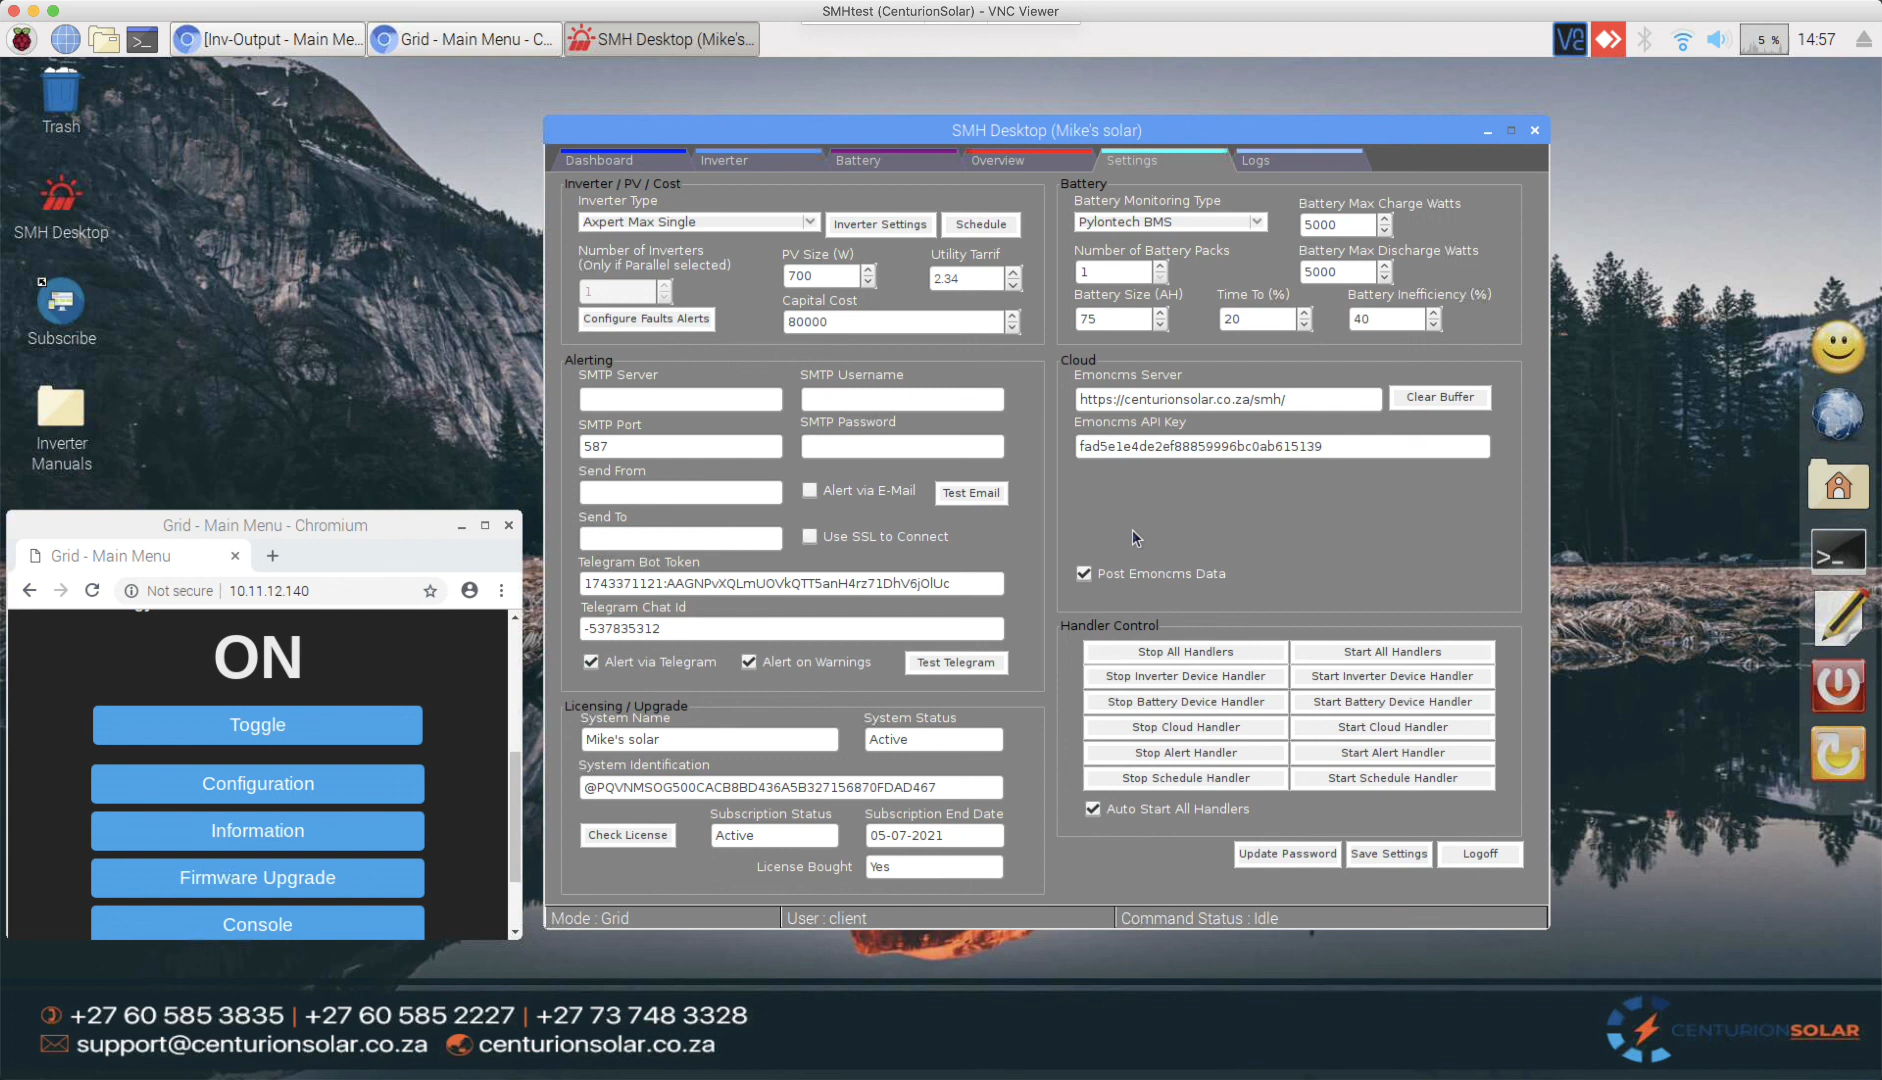 SMHtest (CenturionSolar) - VNC Viewer
[Inv-Output - Main Me...
Grid - Main Menu - C...
SMH Desktop (Mike's...
5 %
14:57
Trash
SMH Desktop
Subscribe
Inverter
Manuals
SMH Desktop (Mike's solar)
Dashboard
Inverter
Battery
Overview
Settings
Logs
Inverter / PV / Cost
Inverter Type
Axpert Max Single
Inverter Settings
Schedule
Number of Inverters
(Only if Parallel selected)
1
PV Size (W)
700
Utility Tarrif
2.34
Capital Cost
80000
Configure Faults Alerts
Battery
Battery Monitoring Type
Pylontech BMS
Battery Max Charge Watts
5000
Number of Battery Packs
1
Battery Max Discharge Watts
5000
Battery Size (AH)
75
Time To (%)
20
Battery Inefficiency (%)
40
Alerting
SMTP Server
SMTP Username
SMTP Port
587
SMTP Password
Send From
Alert via E-Mail
Test Email
Send To
Use SSL to Connect
Telegram Bot Token
1743371121:AAGNPvXQLmUOVkQTT5anH4rz71DhV6jOlUc
Telegram Chat Id
-537835312
Alert via Telegram
Alert on Warnings
Test Telegram
Cloud
Emoncms Server
https://centurionsolar.co.za/smh/
Clear Buffer
Emoncms API Key
fad5e1e4de2ef88859996bc0ab615139
Post Emoncms Data
Licensing / Upgrade
System Name
Mike's solar
System Status
Active
System Identification
@PQVNMSOG500CACB8BD436A5B327156870FDAD467
Check License
Subscription Status
Active
Subscription End Date
05-07-2021
License Bought
Yes
Handler Control
Stop All Handlers
Start All Handlers
Stop Inverter Device Handler
Start Inverter Device Handler
Stop Battery Device Handler
Start Battery Device Handler
Stop Cloud Handler
Start Cloud Handler
Stop Alert Handler
Start Alert Handler
Stop Schedule Handler
Start Schedule Handler
Auto Start All Handlers
Update Password
Save Settings
Logoff
Mode : Grid
User : client
Command Status : Idle
Grid - Main Menu - Chromium
Grid - Main Menu
Not secure
10.11.12.140
ON
Toggle
Configuration
Information
Firmware Upgrade
Console
+27 60 585 3835 | +27 60 585 2227 | +27 73 748 3328
support@centurionsolar.co.za
centurionsolar.co.za
CENTURIONSOLAR